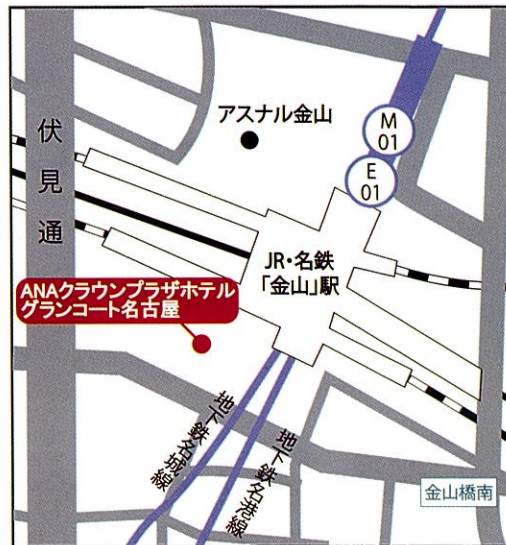 アスナル金山
M
01
E
01
伏見通
JR・名鉄
「金山」駅
ANAクラウンプラザホテル
グランコート名古屋
地下鉄名城線
地下鉄名港線
金山橋南